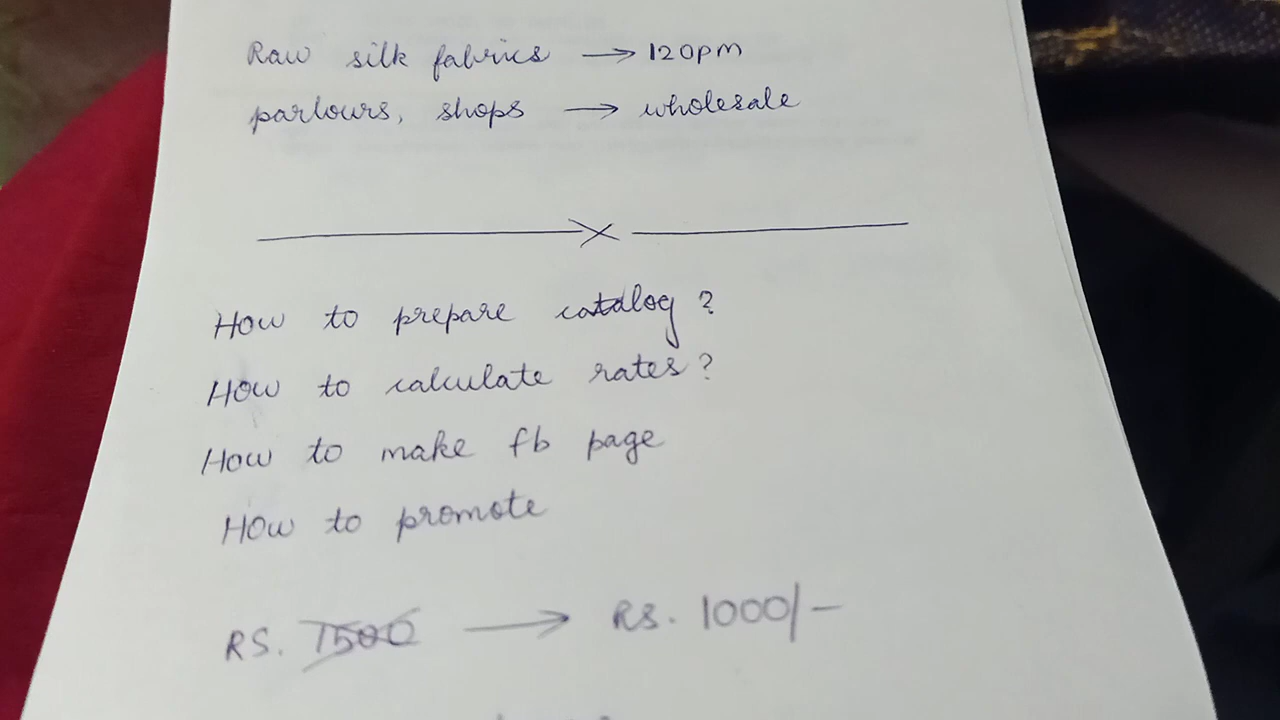 Raw silk fabrics → 120pm
parlours, shops → wholesale
How to prepare catalog?
How to calculate rates?
How to make fb page
How to promote
RS. 1500 → RS. 1000/-